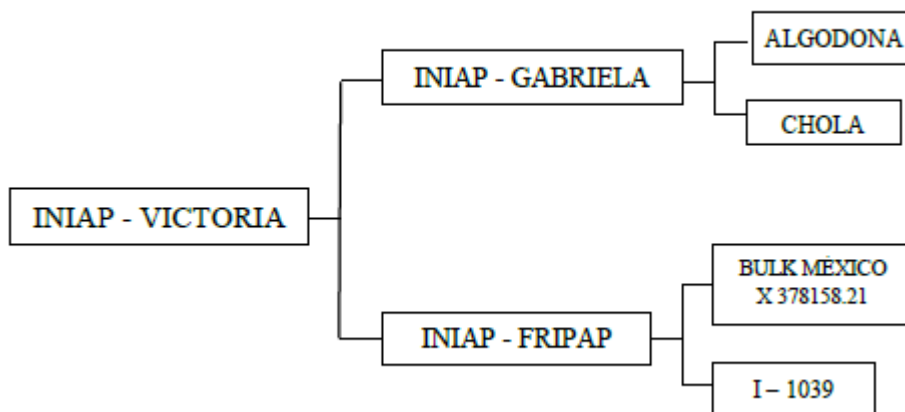 ALGODONA
INIAP - GABRIELA
CHOLA
INIAP - VICTORIA
BULK MÉXICO
X 378158.21
INIAP - FRIPAP
I – 1039